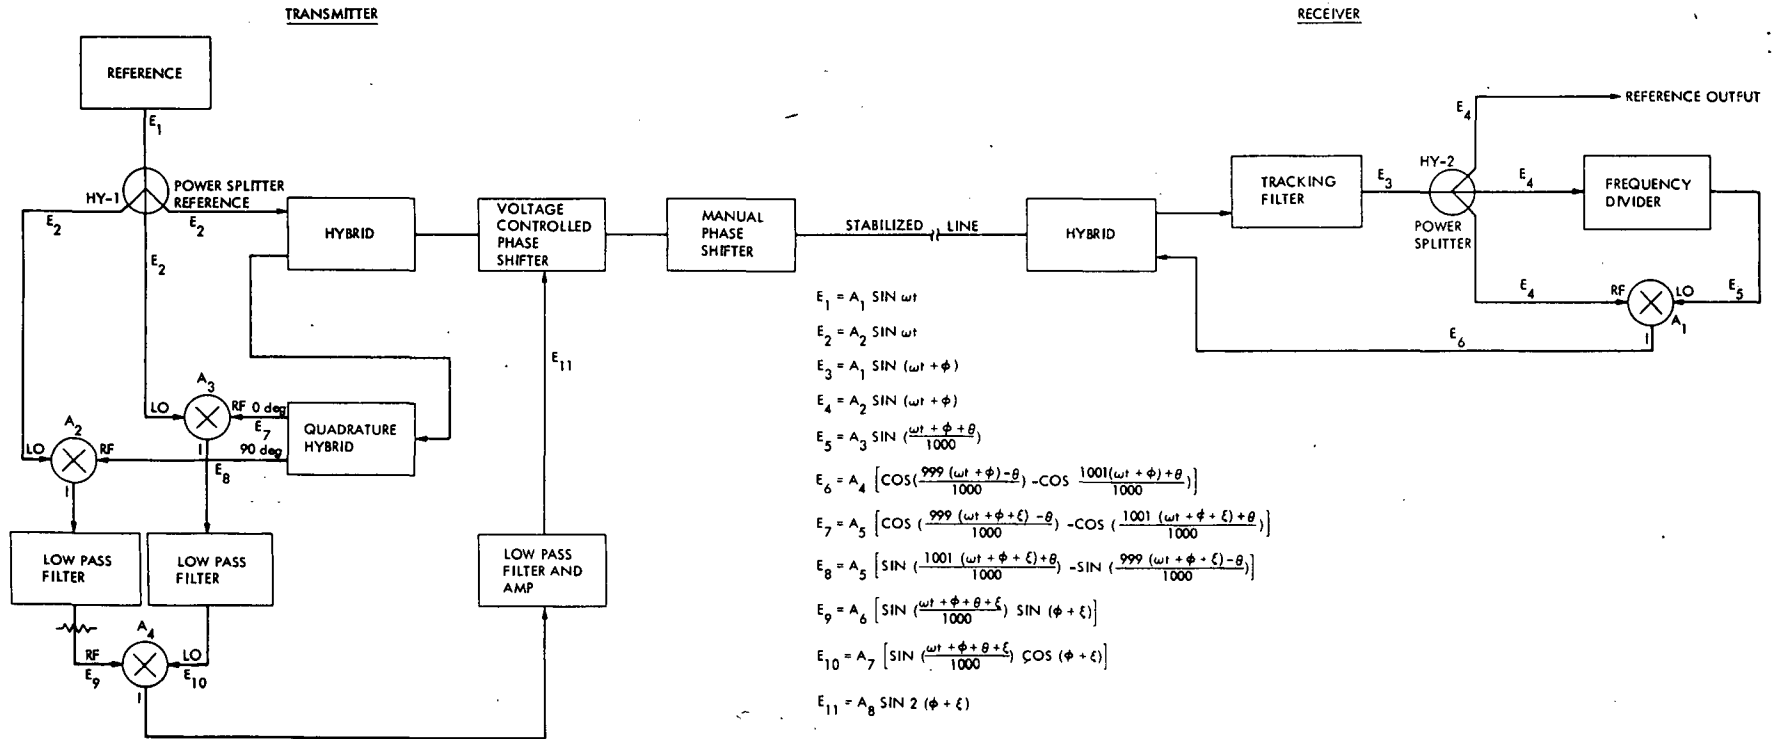 TRANSMITTER
RECEIVER
REFERENCE
E1
HY-1
POWER SPLITTER
REFERENCE
E2
E2
E2
HYBRID
VOLTAGE
CONTROLLED
PHASE
SHIFTER
MANUAL
PHASE
SHIFTER
STABILIZED LINE
HYBRID
TRACKING
FILTER
E3
HY-2
POWER
SPLITTER
E4
REFERENCE OUTPUT
E4
FREQUENCY
DIVIDER
E4
RF
LO
E5
A1
I
E6
E11
A3
LO
RF 0 deg
E7
I
E8
A2
LO
RF
90 deg
I
QUADRATURE
HYBRID
LOW PASS
FILTER
LOW PASS
FILTER
LOW PASS
FILTER AND
AMP
A4
RF
E9
LO
E10
I
E1 = A1 SIN ωt
E2 = A2 SIN ωt
E3 = A1 SIN (ωt + ϕ)
E4 = A2 SIN (ωt + ϕ)
E5 = A3 SIN (ωt + ϕ + θ / 1000)
E6 = A4 [COS(999 (ωt + ϕ) - θ / 1000) - COS 1001(ωt + ϕ) + θ / 1000)]
E7 = A5 [COS (999 (ωt + ϕ + ξ) - θ / 1000) - COS (1001 (ωt + ϕ + ξ) + θ / 1000)]
E8 = A5 [SIN (1001 (ωt + ϕ + ξ) + θ / 1000) - SIN (999 (ωt + ϕ + ξ) - θ / 1000)]
E9 = A6 [SIN (ωt + ϕ + θ + ξ / 1000) SIN (ϕ + ξ)]
E10 = A7 [SIN (ωt + ϕ + θ + ξ / 1000) COS (ϕ + ξ)]
E11 = A8 SIN 2 (ϕ + ξ)